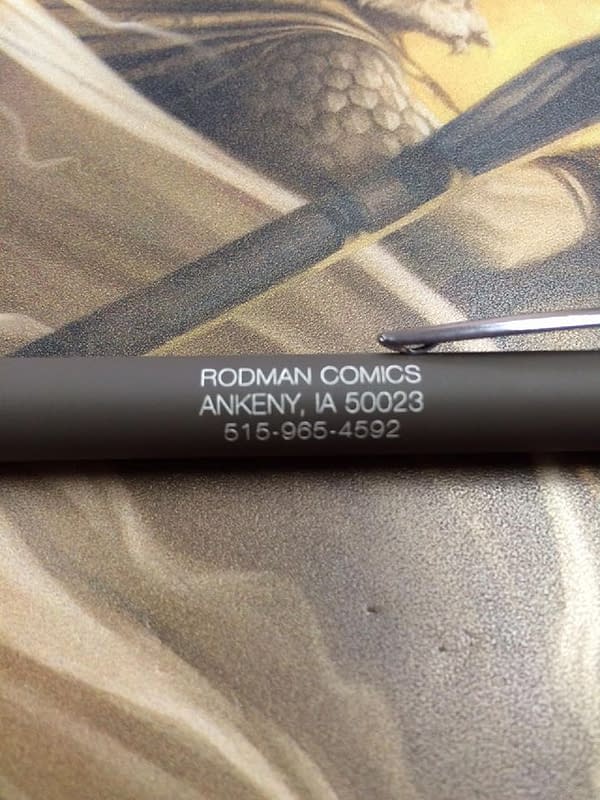 RODMAN COMICS
ANKENY, IA 50023
515-965-4592